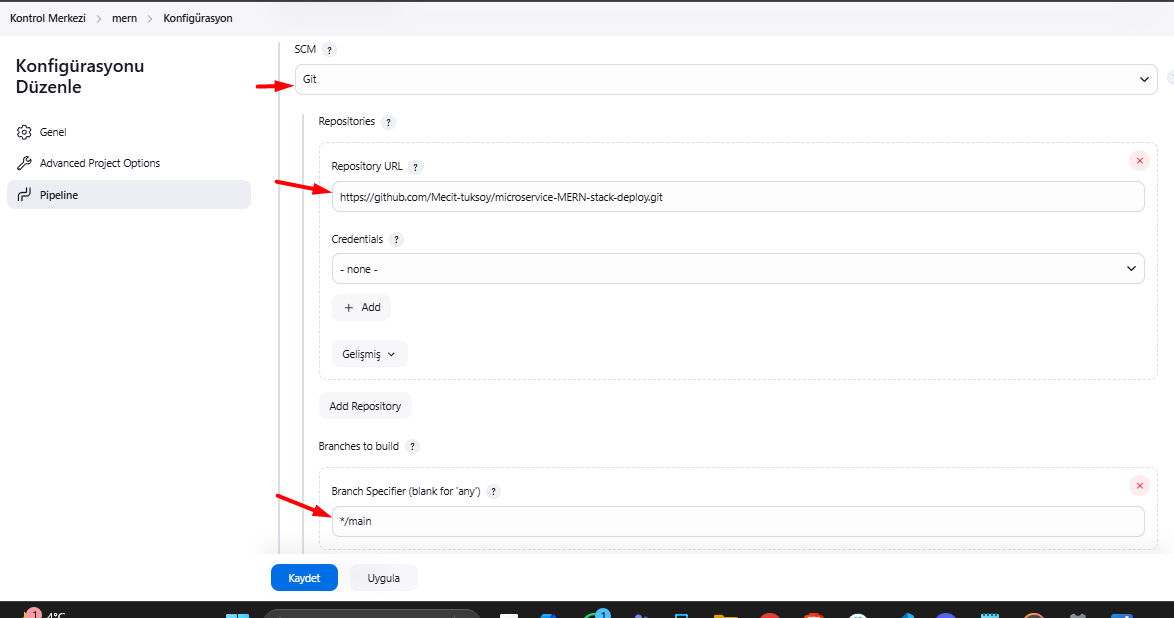 Kontrol Merkezi > mern > Konfigürasyon
Konfigürasyonu
Düzenle
Genel
Advanced Project Options
Pipeline
SCM ?
Git
Repositories ?
Repository URL ?
https://github.com/Mecit-tuksoy/microservice-MERN-stack-deploy.git
Credentials ?
- none -
+ Add
Gelişmiş
Add Repository
Branches to build ?
Branch Specifier (blank for 'any') ?
*/main
Kaydet
Uygula
1
4°C
1